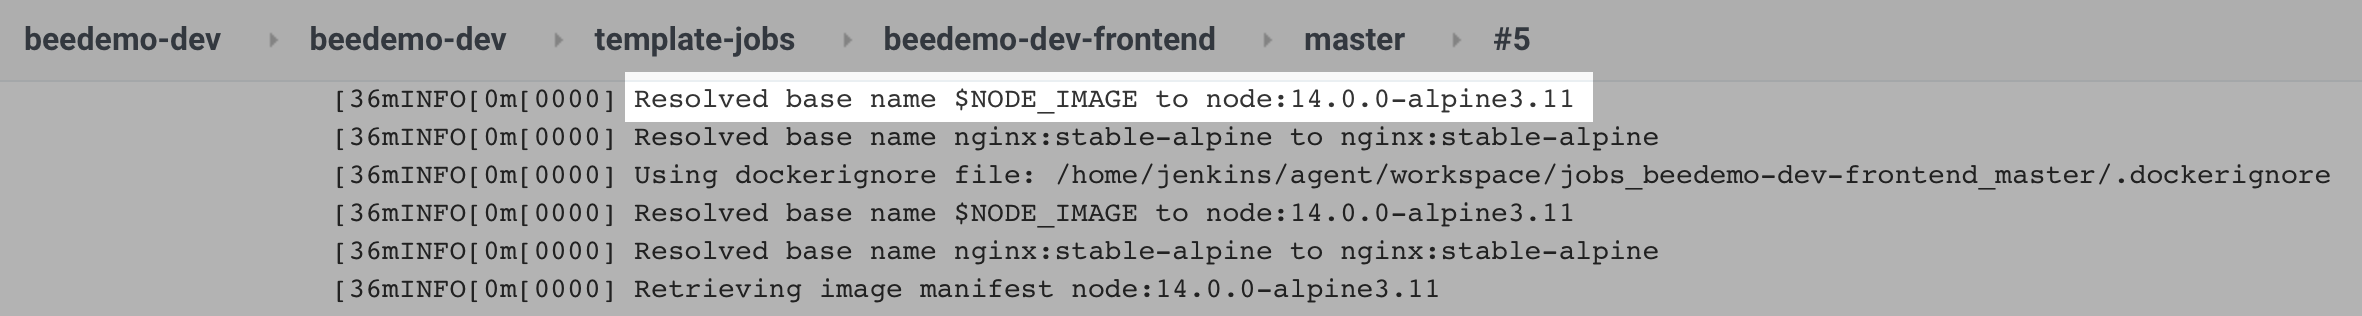 beedemo-dev beedemo-dev template-jobs beedemo-dev-frontend master #5
[36mINFO[0m[0000] Resolved base name $NODE_IMAGE to node:14.0.0-alpine3.11
[36mINFO[0m[0000] Resolved base name nginx:stable-alpine to nginx:stable-alpine
[36mINFO[0m[0000] Using dockerignore file: /home/jenkins/agent/workspace/jobs_beedemo-dev-frontend_master/.dockerignore
[36mINFO[0m[0000] Resolved base name $NODE_IMAGE to node:14.0.0-alpine3.11
[36mINFO[0m[0000] Resolved base name nginx:stable-alpine to nginx:stable-alpine
[36mINFO[0m[0000] Retrieving image manifest node:14.0.0-alpine3.11